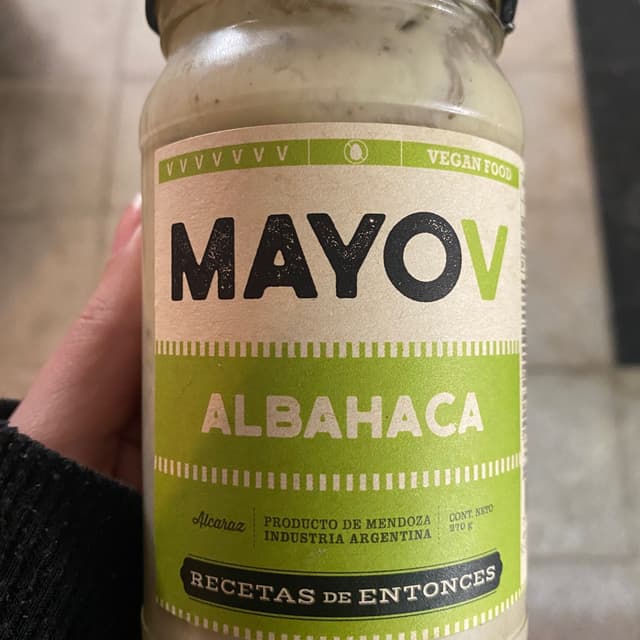 VVVVVVV VEGAN FOOD
MAYOV
ALBAHACA
Alcaraz
PRODUCTO DE MENDOZA
INDUSTRIA ARGENTINA
CONT. NETO
270 g
RECETAS DE ENTONCES